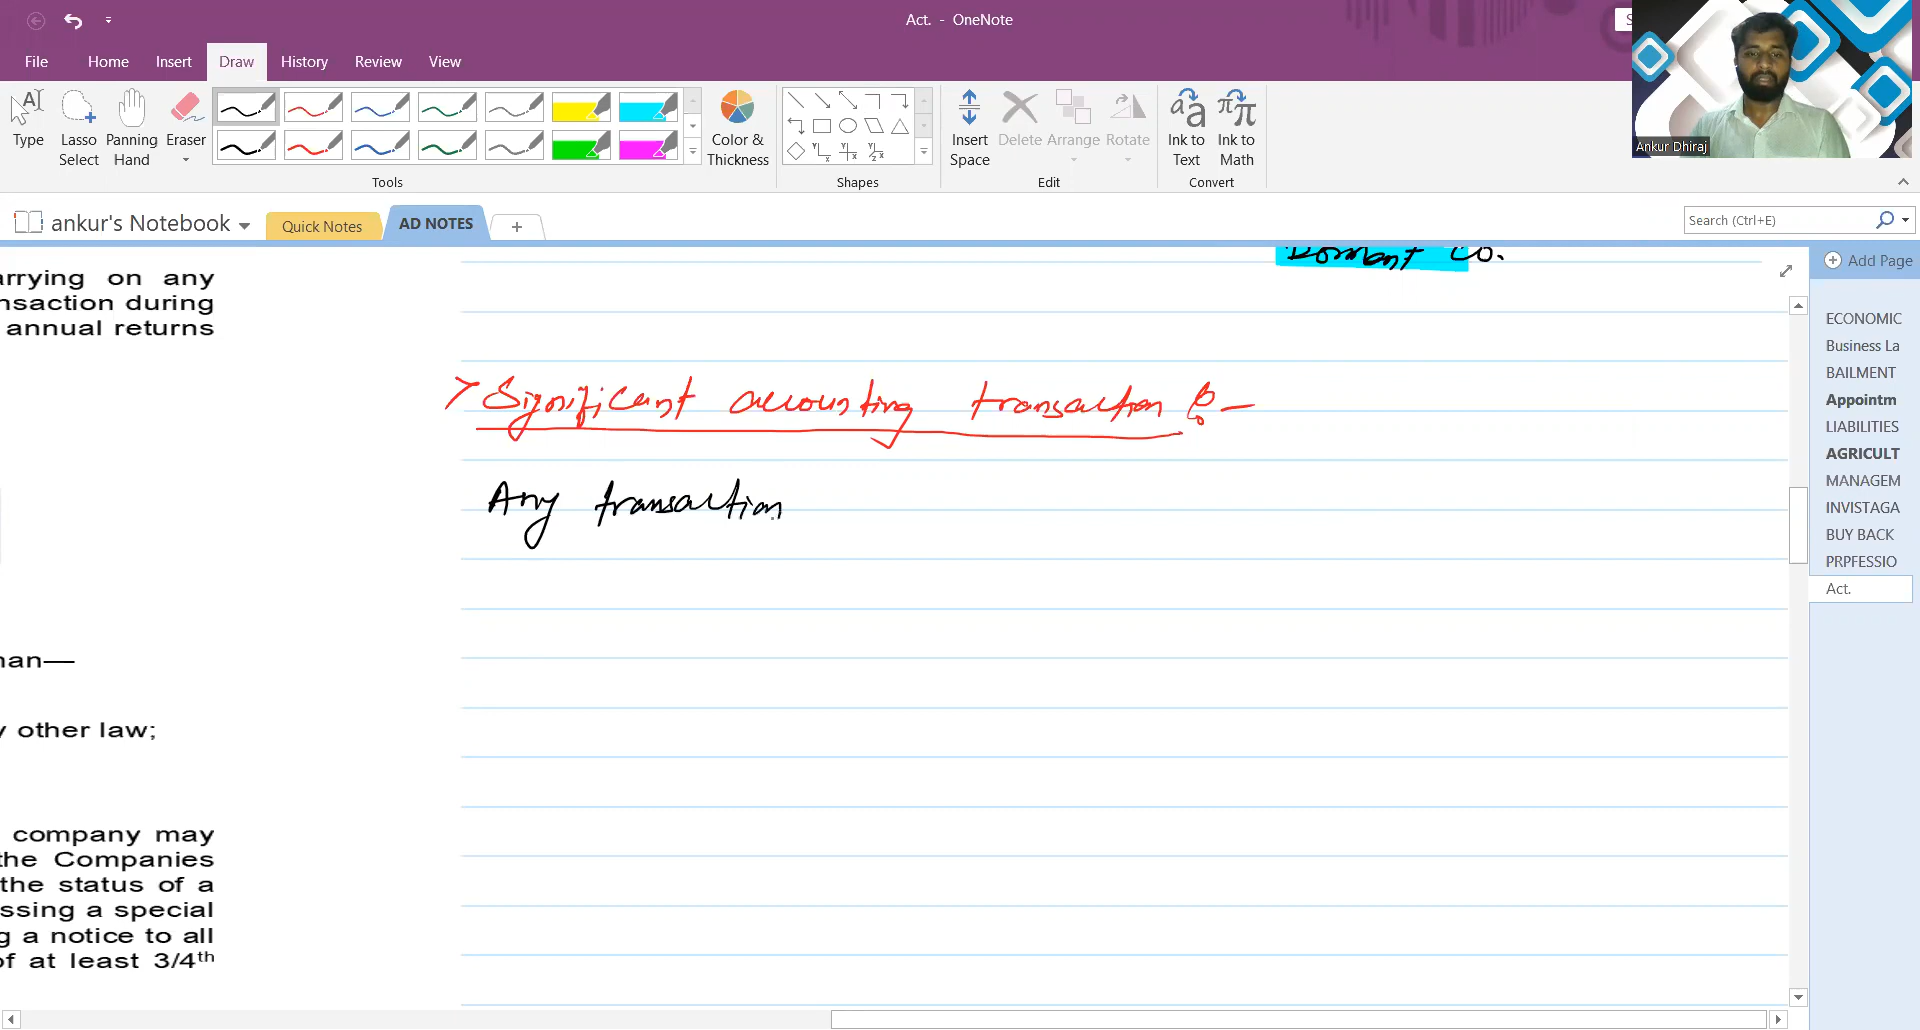 Act. - OneNote
File Home Insert Draw History Review View
Type
Lasso Select
Panning Hand
Eraser
Color & Thickness
Insert Space
Delete
Arrange
Rotate
Ink to Text
Ink to Math
Tools
Shapes
Edit
Convert
Ankur Dhiraj
ankur's Notebook
Quick Notes
AD NOTES
Search (Ctrl+E)
Add Page
Dormant Co.
arrying on any
nsaction during
annual returns
Significant accounting transaction :-
Any transaction
nan—
y other law;
company may
the Companies
the status of a
ssing a special
g a notice to all
of at least 3/4th
ECONOMIC
Business La
BAILMENT
Appointm
LIABILITIES
AGRICULT
MANAGEM
INVISTAGA
BUY BACK
PRPFESSIO
Act.